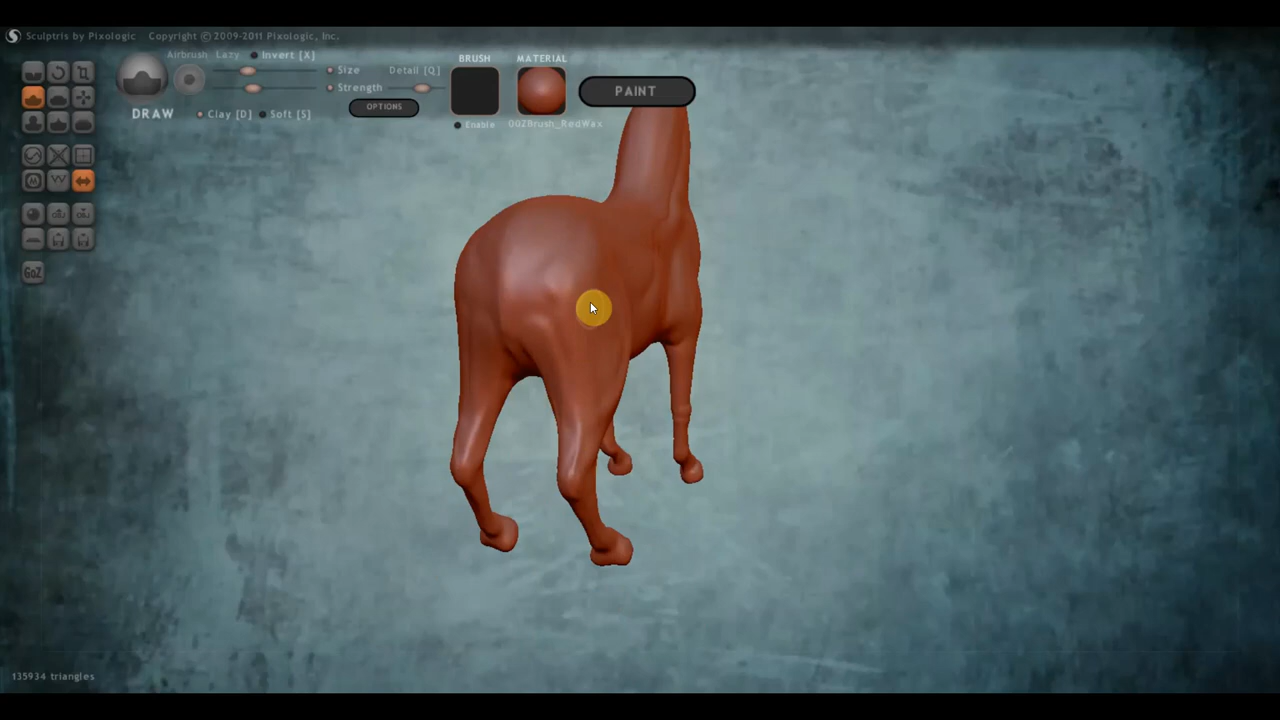 Sculptris by Pixologic Copyright ©2009-2011 Pixologic, Inc.
Airbrush Lazy Invert [X]
BRUSH MATERIAL
Size Detail [Q]
Strength
PAINT
OPTIONS
DRAW Clay [D] Soft [S]
Enable 00ZBrush_RedWax
GoZ
135934 triangles